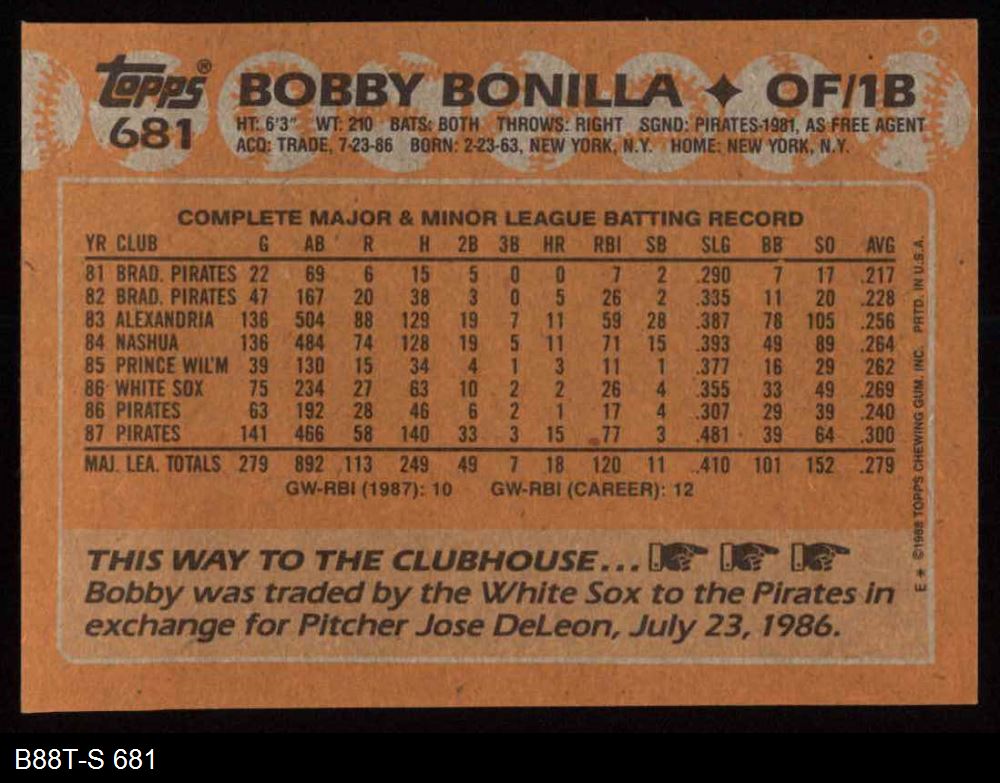 Topps® BOBBY BONILLA ✦ OF/1B
681 HT: 6'3" WT: 210 BATS: BOTH THROWS: RIGHT SGND: PIRATES-1981, AS FREE AGENT
ACQ: TRADE, 7-23-86 BORN: 2-23-63, NEW YORK, N.Y. HOME: NEW YORK, N.Y.
COMPLETE MAJOR & MINOR LEAGUE BATTING RECORD
YR CLUB G AB R H 2B 3B HR RBI SB SLG BB SO AVG
81 BRAD. PIRATES 22 69 6 15 5 0 0 7 2 .290 7 17 .217
82 BRAD. PIRATES 47 167 20 38 3 0 5 26 2 .335 11 20 .228
83 ALEXANDRIA 136 504 88 129 19 7 11 59 28 .387 78 105 .256
84 NASHUA 136 484 74 128 19 5 11 71 15 .393 49 89 .264
85 PRINCE WIL'M 39 130 15 34 4 1 3 11 1 .377 16 29 .262
86 WHITE SOX 75 234 27 63 10 2 2 26 4 .355 33 49 .269
86 PIRATES 63 192 28 46 6 2 1 17 4 .307 29 39 .240
87 PIRATES 141 466 58 140 33 3 15 77 3 .481 39 64 .300
MAJ. LEA. TOTALS 279 892 113 249 49 7 18 120 11 .410 101 152 .279
GW-RBI (1987): 10 GW-RBI (CAREER): 12
THIS WAY TO THE CLUBHOUSE...
Bobby was traded by the White Sox to the Pirates in
exchange for Pitcher Jose DeLeon, July 23, 1986.
E * ©1988 TOPPS CHEWING GUM, INC. PRTD. IN U.S.A.
B88T-S 681